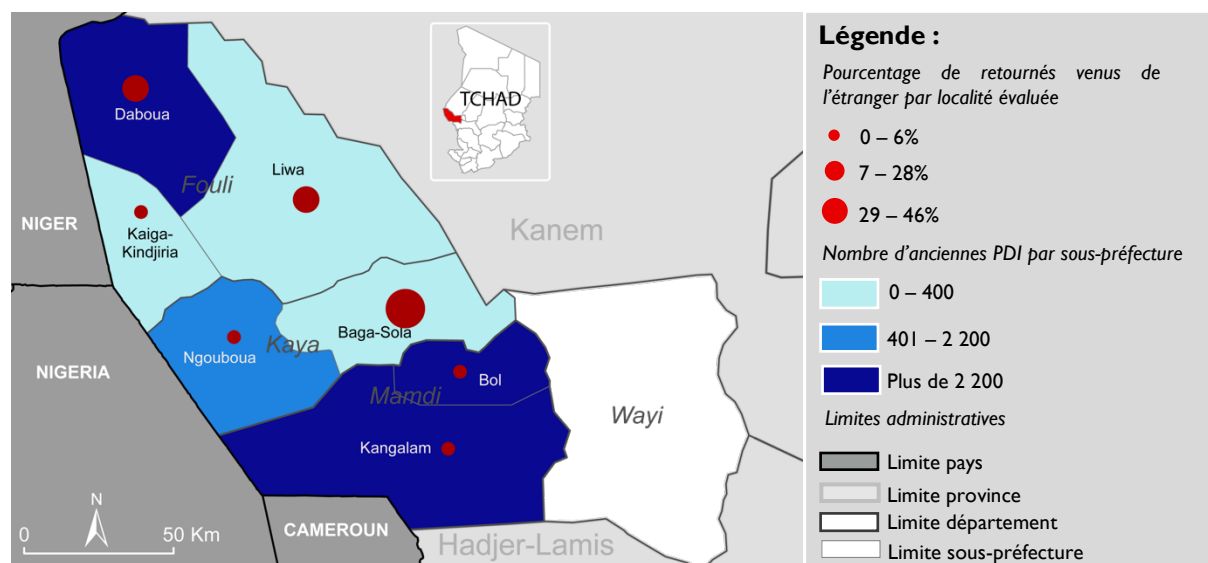 TCHAD
Daboua
Liwa
Fouli
Kanem
NIGER
Kaiga-
Kindjiria
Baga-Sola
Kaya
Ngouboua
NIGERIA
Bol
Mamdi
Wayi
Kangalam
N
0
50 Km
CAMEROUN
Hadjer-Lamis
Légende :
Pourcentage de retournés venus de
l’étranger par localité évaluée
0 – 6%
7 – 28%
29 – 46%
Nombre d’anciennes PDI par sous-préfecture
0 – 400
401 – 2 200
Plus de 2 200
Limites administratives
Limite pays
Limite province
Limite département
Limite sous-préfecture